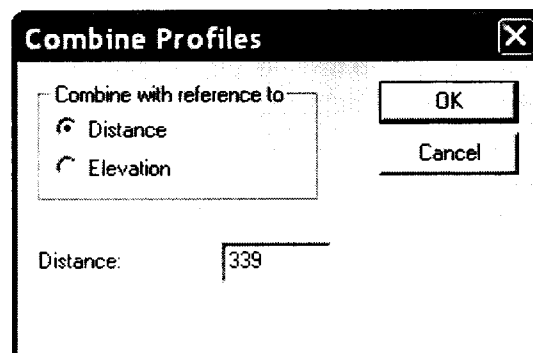 Combine Profiles
Combine with reference to
Distance
Elevation
OK
Cancel
Distance: 339